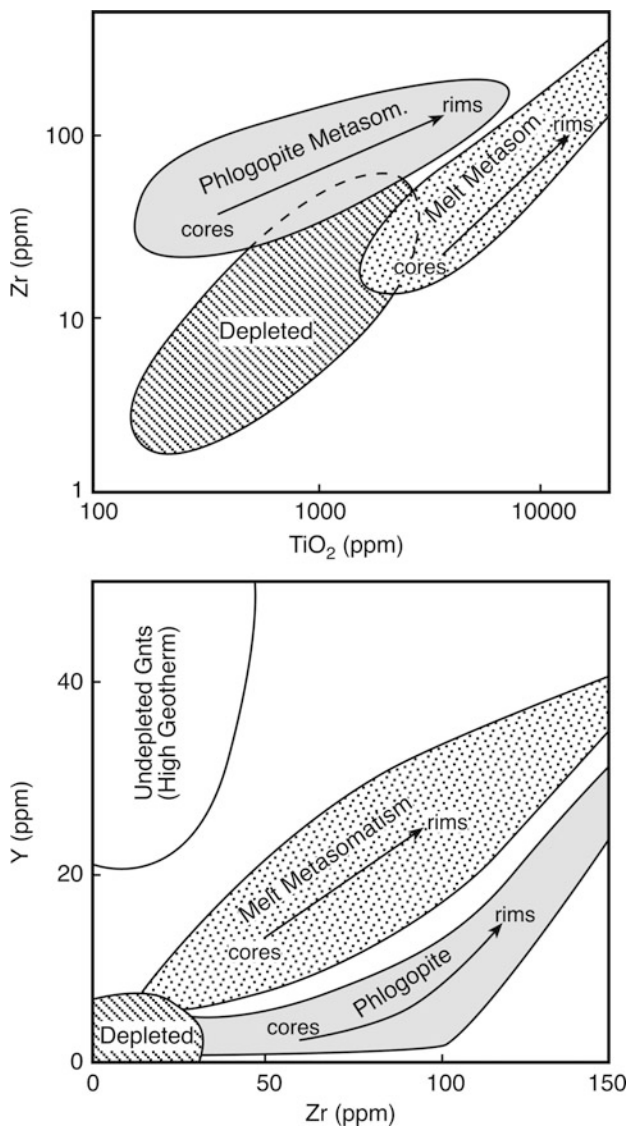 100
10
1
Zr (ppm)
Phlogopite Metasom.
rims
cores
Melt Metasom
rims
cores
Depleted
100
1000
10000
TiO₂ (ppm)
40
20
0
Y (ppm)
Undepleted Gnts
(High Geotherm)
Melt Metasomatism
rims
cores
Phlogopite
rims
cores
Depleted
0
50
100
150
Zr (ppm)